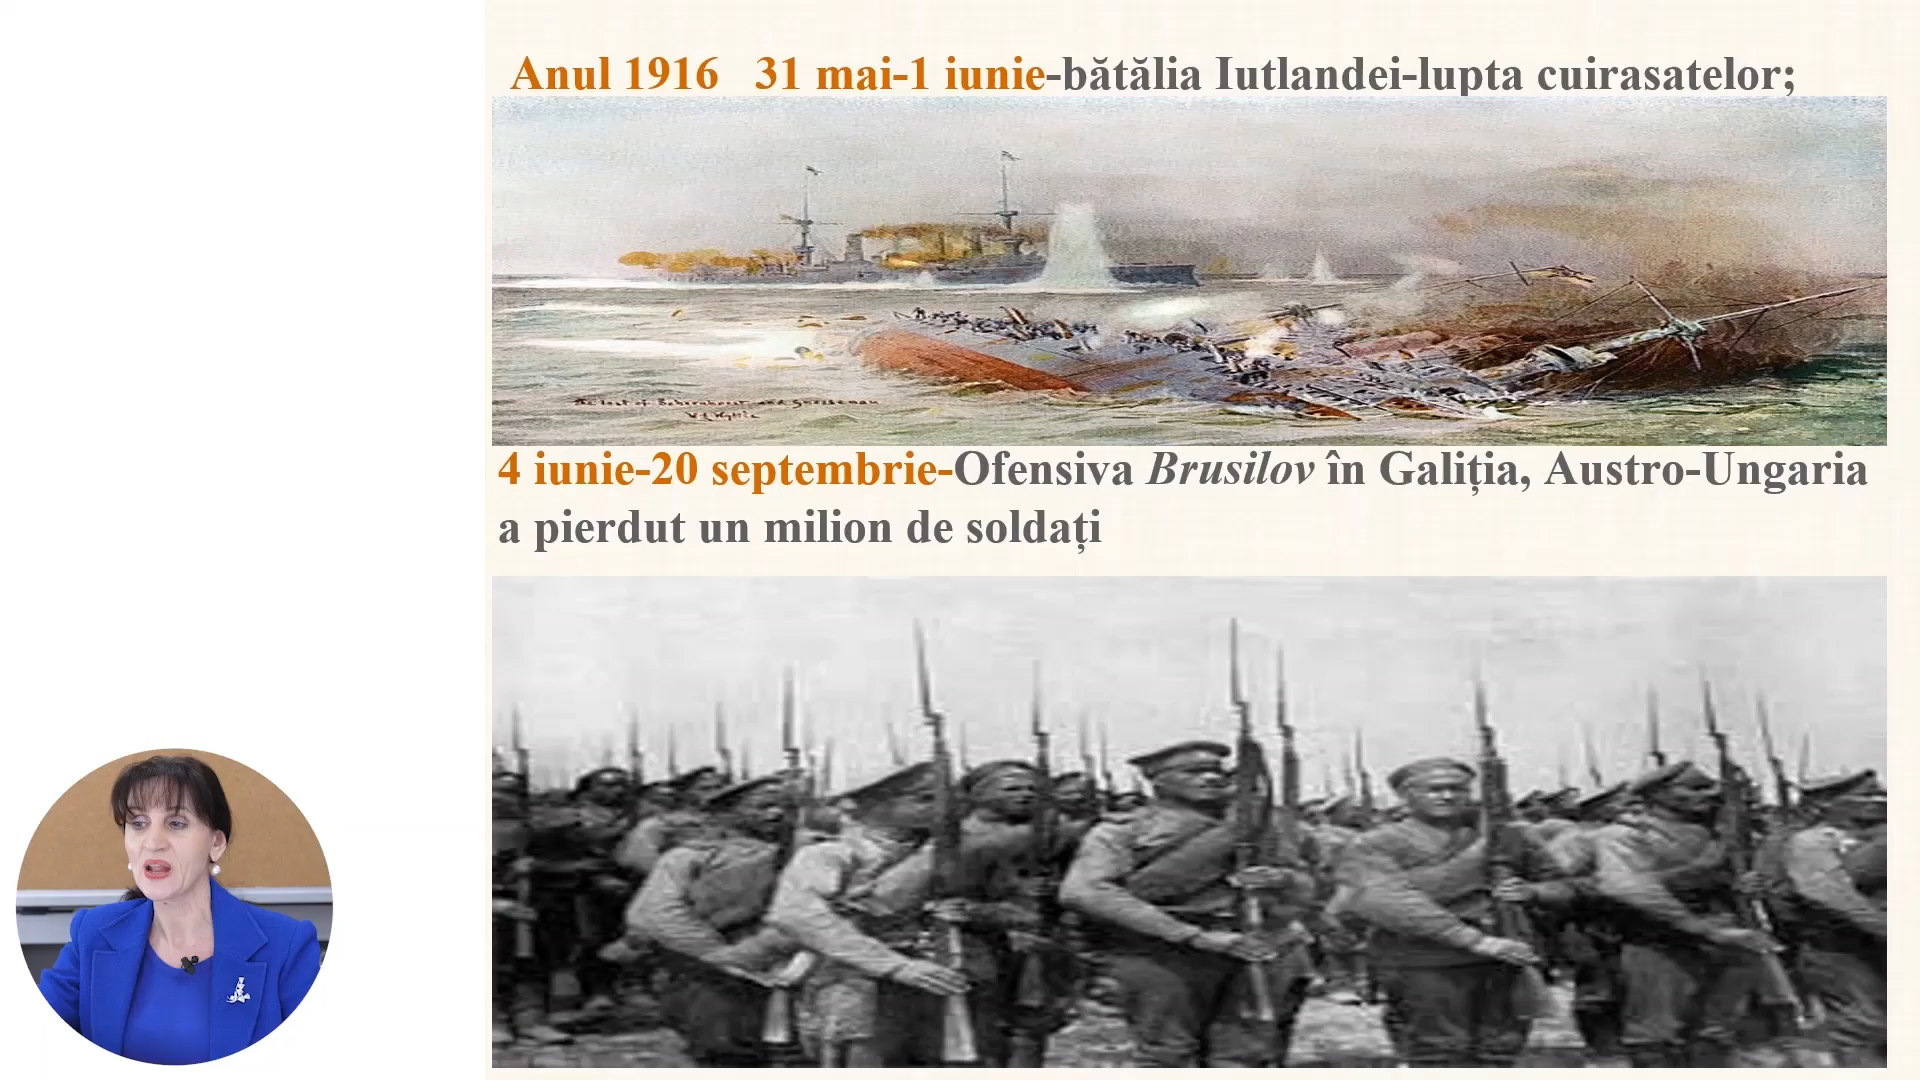 Anul 1916 31 mai-1 iunie-bătălia Iutlandei-lupta cuirasatelor;
4 iunie-20 septembrie-Ofensiva Brusilov în Galiția, Austro-Ungaria
a pierdut un milion de soldați